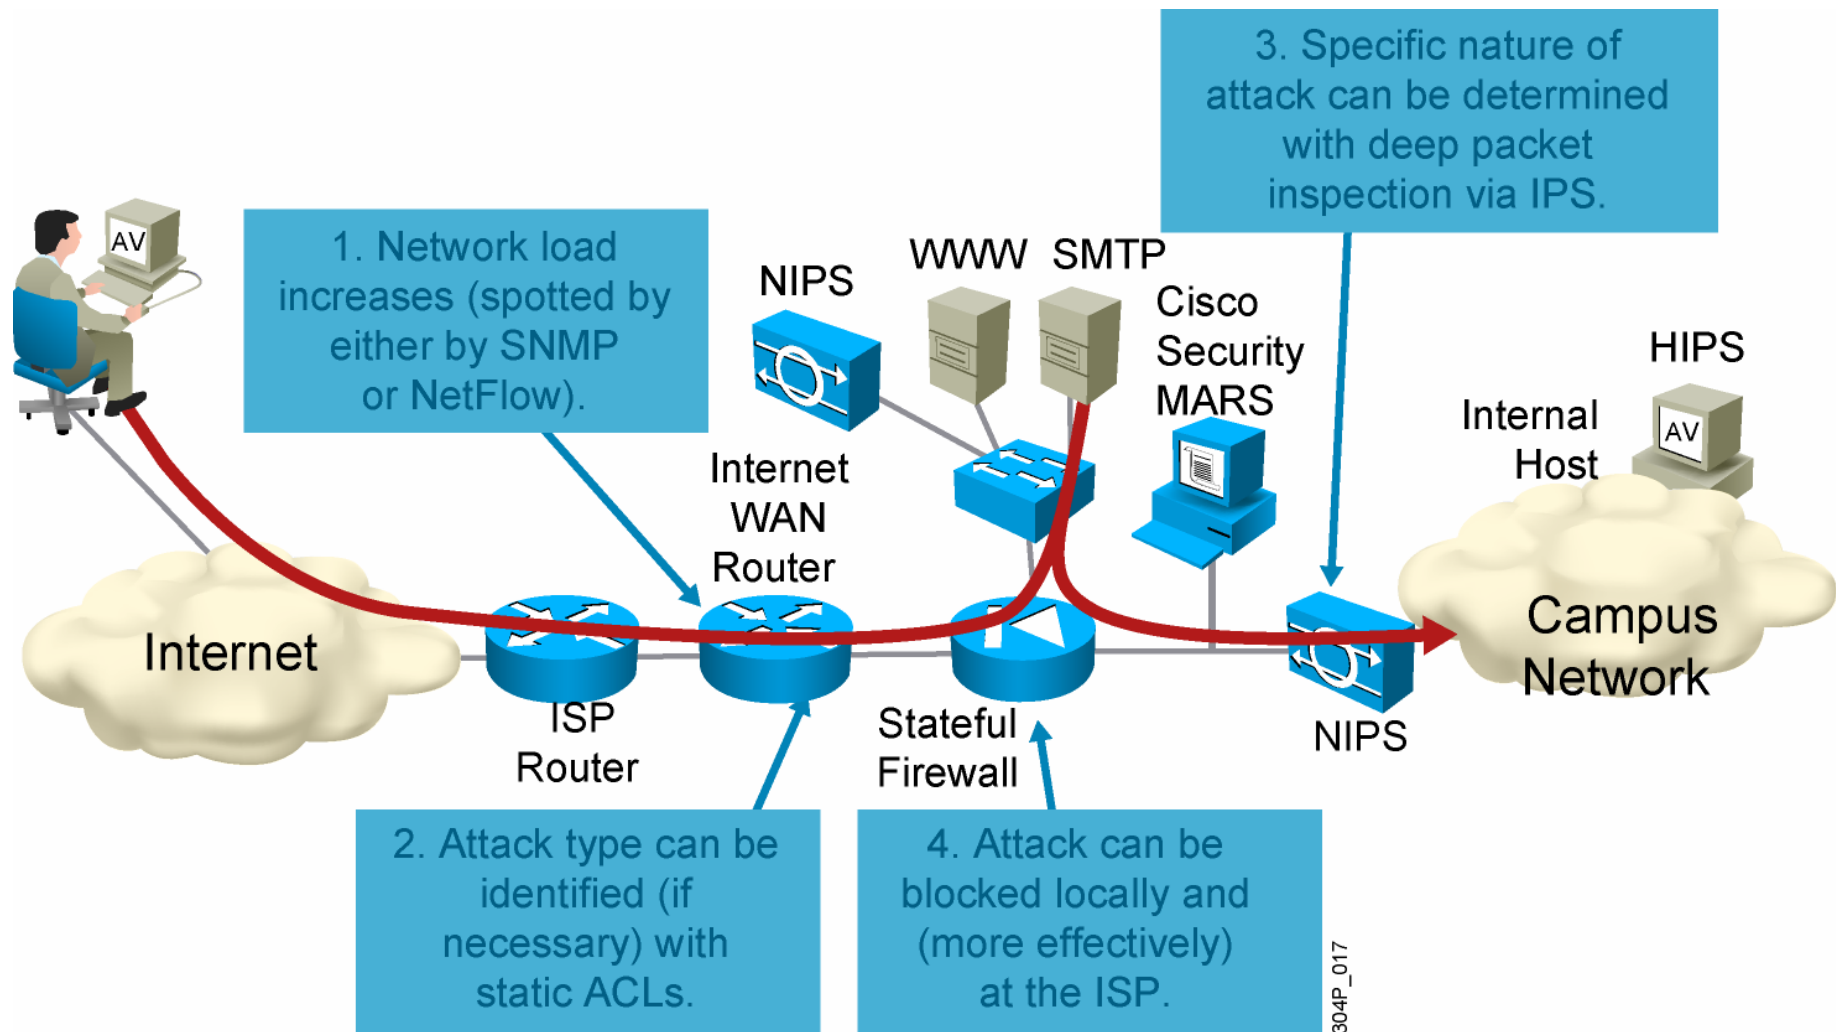 3. Specific nature of
attack can be determined
with deep packet
inspection via IPS.
1. Network load
increases (spotted by
either by SNMP
or NetFlow).
AV
NIPS
WWW
SMTP
Cisco
Security
MARS
HIPS
Internal
Host
AV
Internet
WAN
Router
Internet
ISP
Router
Stateful
Firewall
NIPS
Campus
Network
2. Attack type can be
identified (if
necessary) with
static ACLs.
4. Attack can be
blocked locally and
(more effectively)
at the ISP.
304P_017